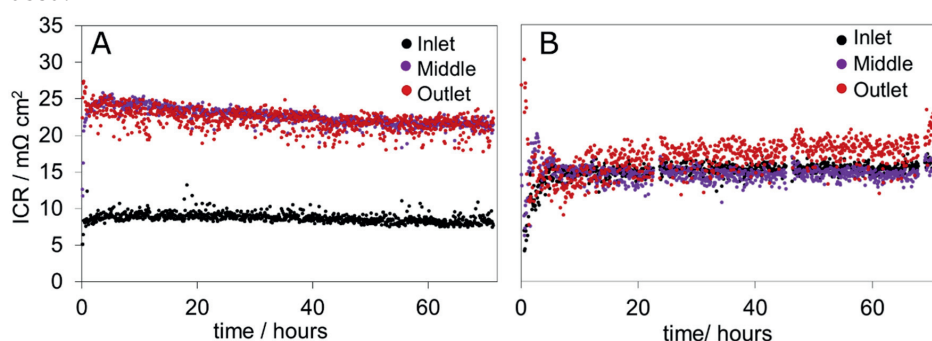 A
Inlet
Middle
Outlet
35
30
25
20
15
10
5
0
ICR / mΩ cm²
0 20 40 60
time / hours
B
Inlet
Middle
Outlet
0 20 40 60
time/ hours